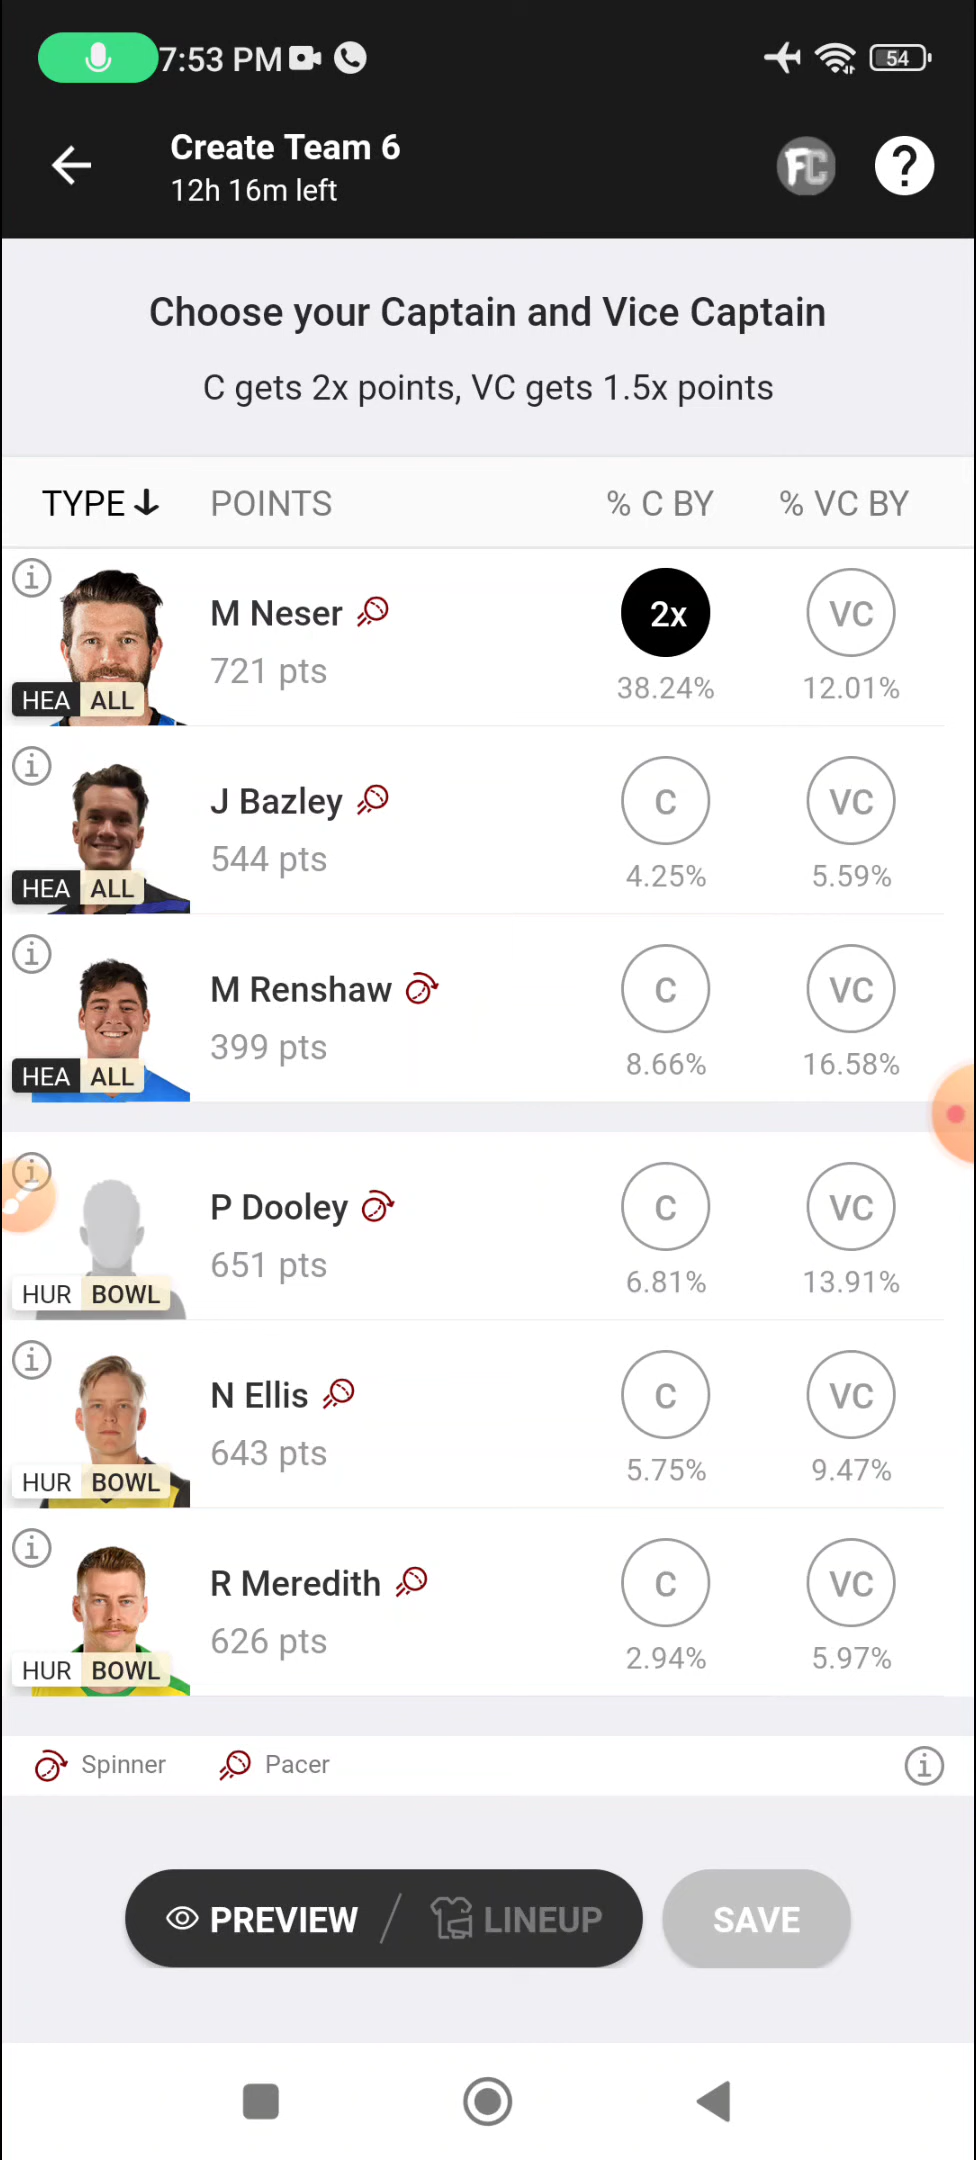 7:53 PM
54
Create Team 6
12h 16m left
FC
?
Choose your Captain and Vice Captain
C gets 2x points, VC gets 1.5x points
TYPE POINTS % C BY % VC BY
M Neser 2x VC
721 pts 38.24% 12.01%
HEA ALL
J Bazley C VC
544 pts 4.25% 5.59%
HEA ALL
M Renshaw C VC
399 pts 8.66% 16.58%
HEA ALL
P Dooley C VC
651 pts 6.81% 13.91%
HUR BOWL
N Ellis C VC
643 pts 5.75% 9.47%
HUR BOWL
R Meredith C VC
626 pts 2.94% 5.97%
HUR BOWL
Spinner Pacer
PREVIEW / LINEUP SAVE